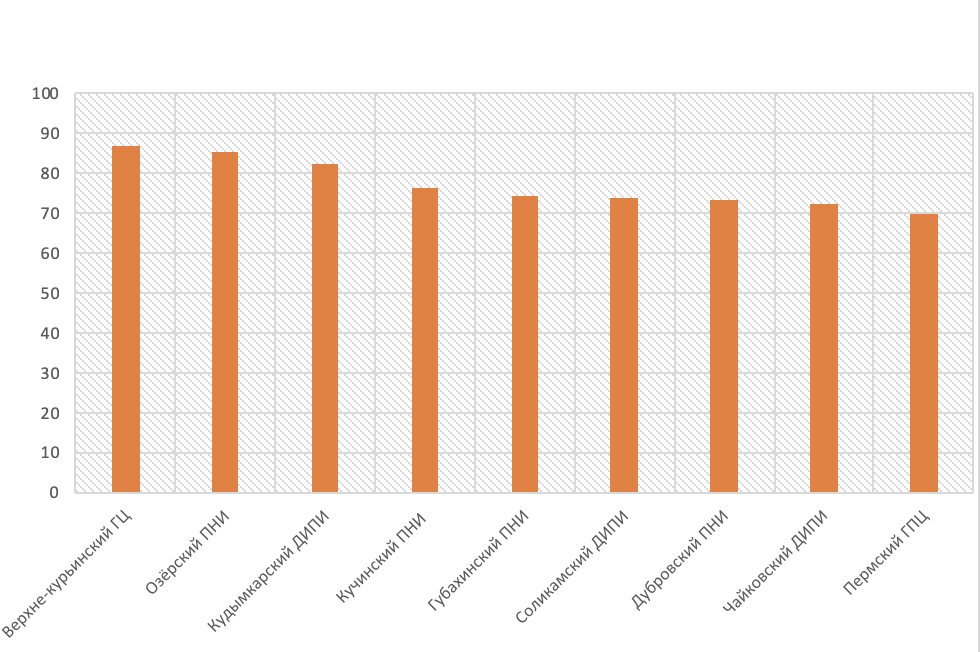 100
90
80
70
60
50
40
30
20
10
0
Верхне-курьинский ГЦ
Озёрский ПНИ
Кудымкарский ДИПИ
Кучинский ПНИ
Губахинский ПНИ
Соликамский ДИПИ
Дубровский ПНИ
Чайковский ДИПИ
Пермский ГПЦ